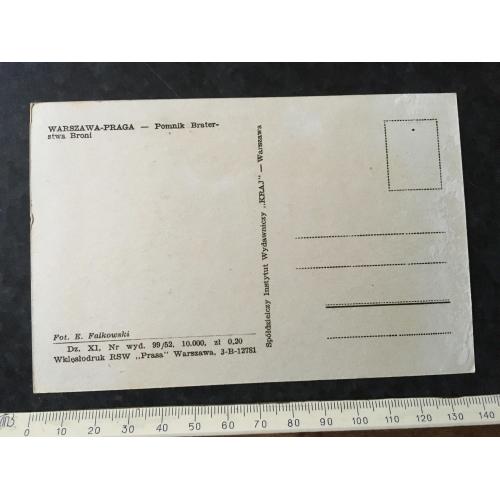 WARSZAWA-PRAGA — Pomnik Brater-
stwa Broni
Fot. E. Falkowski
Dz. XI, Nr wyd. 99/52, 10.000, zł 0,20
Wklęsłodruk RSW „Prasa” Warszawa, 3-B-12781
Spółdzielczy Instytut Wydawniczy „KRAJ” — Warszawa
0 10 20 30 40 50 60 70 80 90 100 110 120 130 140